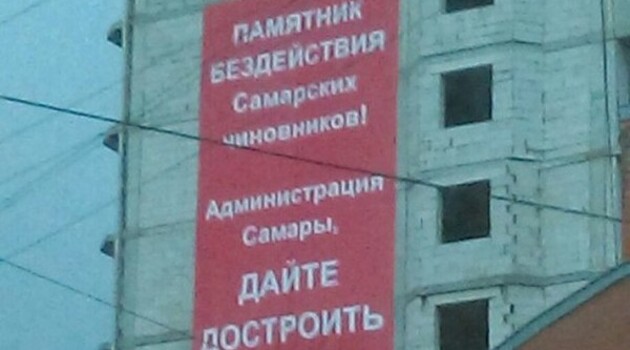 ПАМЯТНИК
БЕЗДЕЙСТВИЯ
Самарских
чиновников!
Администрация
Самары,
ДАЙТЕ
ДОСТРОИТЬ